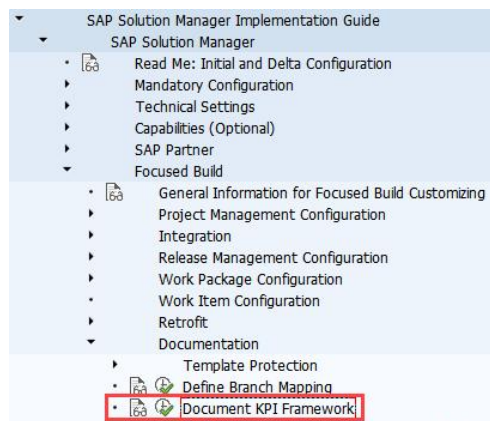 SAP Solution Manager Implementation Guide
SAP Solution Manager
Read Me: Initial and Delta Configuration
Mandatory Configuration
Technical Settings
Capabilities (Optional)
SAP Partner
Focused Build
General Information for Focused Build Customizing
Project Management Configuration
Integration
Release Management Configuration
Work Package Configuration
Work Item Configuration
Retrofit
Documentation
Template Protection
Define Branch Mapping
Document KPI Framework